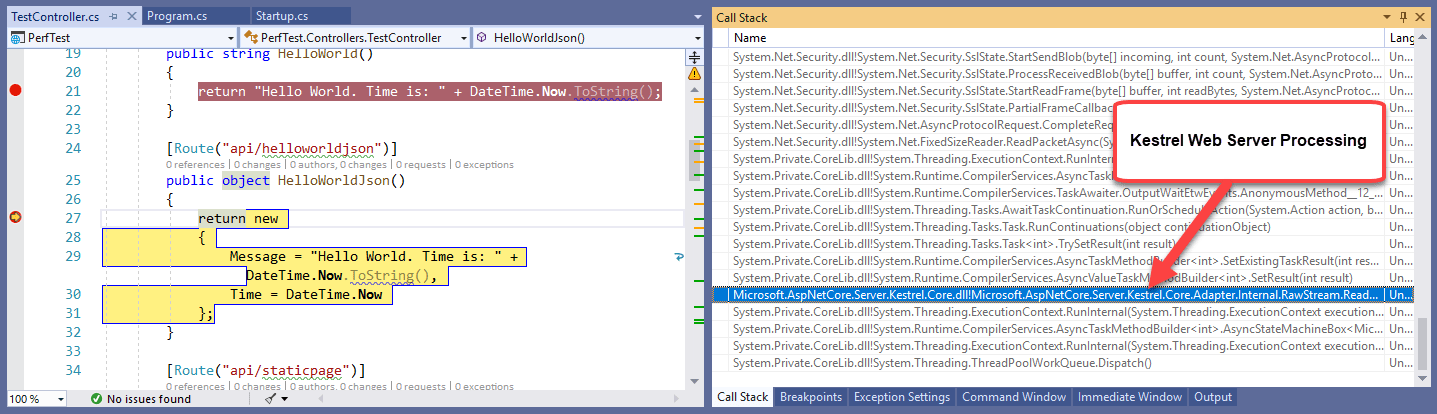 TestController.cs
Program.cs
Startup.cs
PerfTest
PerfTest.Controllers.TestController
HelloWorldJson()
19
20
21
22
23
24
25
26
27
28
29
30
31
32
33
34
public string HelloWorld()
{
return "Hello World. Time is: " + DateTime.Now.ToString();
}
[Route("api/helloworldjson")]
0 references | 0 changes | 0 authors, 0 changes | 0 requests | 0 exceptions
public object HelloWorldJson()
{
return new
{
Message = "Hello World. Time is: " +
DateTime.Now.ToString(),
Time = DateTime.Now
};
}
[Route("api/staticpage")]
0 references | 0 changes | 0 authors, 0 changes | 0 requests | 0 exceptions
100 %
No issues found
Call Stack
Name
Lang
System.Net.Security.dll!System.Net.Security.SslState.StartSendBlob(byte[] incoming, int count, System.Net.AsyncProtocol... Un...
System.Net.Security.dll!System.Net.Security.SslState.ProcessReceivedBlob(byte[] buffer, int count, System.Net.AsyncProto... Un...
System.Net.Security.dll!System.Net.Security.SslState.StartReadFrame(byte[] buffer, int readBytes, System.Net.AsyncProtoc... Un...
System.Net.Security.dll!System.Net.Security.SslState.PartialFrameCallba Un...
System.Net.Security.dll!System.Net.AsyncProtocolRequest.CompleteReq Un...
System.Net.Security.dll!System.Net.FixedSizeReader.ReadPacketAsync(Sy Un...
System.Private.CoreLib.dll!System.Threading.ExecutionContext.RunIntern Un...
System.Private.CoreLib.dll!System.Runtime.CompilerServices.AsyncTask Un...
System.Private.CoreLib.dll!System.Runtime.CompilerServices.TaskAwaiter.OutputWaitEtwEvents.AnonymousMethod__12_... Un...
System.Private.CoreLib.dll!System.Threading.Tasks.AwaitTaskContinuation.RunOrSchedul Action(System.Action action, b... Un...
System.Private.CoreLib.dll!System.Threading.Tasks.Task.RunContinuations(object con uationObject) Un...
System.Private.CoreLib.dll!System.Threading.Tasks.Task<int>.TrySetResult(int result) Un...
System.Private.CoreLib.dll!System.Runtime.CompilerServices.AsyncTaskMethodBuilder<int>.SetExistingTaskResult(int res... Un...
System.Private.CoreLib.dll!System.Runtime.CompilerServices.AsyncValueTaskMethodBuilder<int>.SetResult(int result) Un...
Microsoft.AspNetCore.Server.Kestrel.Core.dll!Microsoft.AspNetCore.Server.Kestrel.Core.Adapter.Internal.RawStream.Read... Un...
System.Private.CoreLib.dll!System.Threading.ExecutionContext.RunInternal(System.Threading.ExecutionContext execution... Un...
System.Private.CoreLib.dll!System.Runtime.CompilerServices.AsyncTaskMethodBuilder<int>.AsyncStateMachineBox<Mic... Un...
System.Private.CoreLib.dll!System.Threading.ExecutionContext.RunInternal(System.Threading.ExecutionContext execution... Un...
System.Private.CoreLib.dll!System.Threading.ThreadPoolWorkQueue.Dispatch() Un...
Kestrel Web Server Processing
Call Stack
Breakpoints
Exception Settings
Command Window
Immediate Window
Output